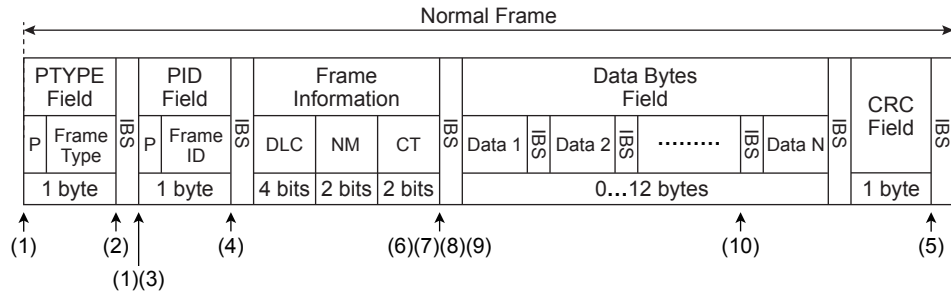 Normal Frame
PTYPE Field
PID Field
Frame Information
Data Bytes Field
CRC Field
P
Frame Type
IBS
P
Frame ID
IBS
DLC
NM
CT
IBS
Data 1
IBS
Data 2
IBS
.........
IBS
Data N
IBS
IBS
1 byte
1 byte
4 bits
2 bits
2 bits
0...12 bytes
1 byte
(1)
(2)
(4)
(6)(7)(8)(9)
(10)
(5)
(1)(3)